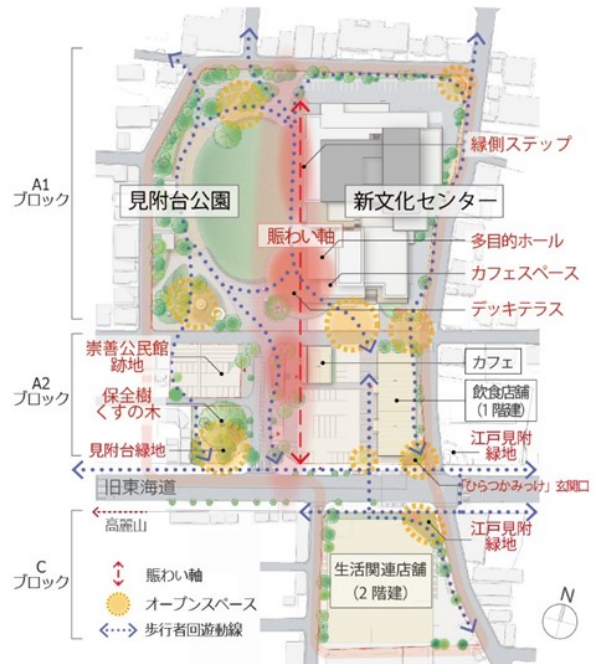 A1
ブロック
見附台公園
新文化センター
縁側ステップ
賑わい軸
多目的ホール
カフェスペース
デッキテラス
A2
ブロック
崇善公民館
跡地
保全樹
くすの木
見附台緑地
カフェ
飲食店舗
(1階建)
江戸見附
緑地
「ひらつかみつけ」玄関口
旧東海道
高麗山
江戸見附
緑地
C
ブロック
生活関連店舗
(2階建)
賑わい軸
オープンスペース
歩行者回遊動線
N